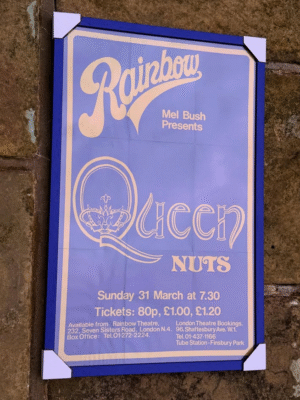 Rainbow
Mel Bush
Presents
Queen
NUTS
Sunday 31 March at 7.30
Tickets: 80p, £1.00, £1.20
Available from: Rainbow Theatre,
232, Seven Sisters Road, London N.4.
Box Office Tel. 01-272-2224.
London Theatre Bookings,
96, Shaftesbury Ave. W.1.
Tel. 01-437-
Tube Station - Finsbury Park